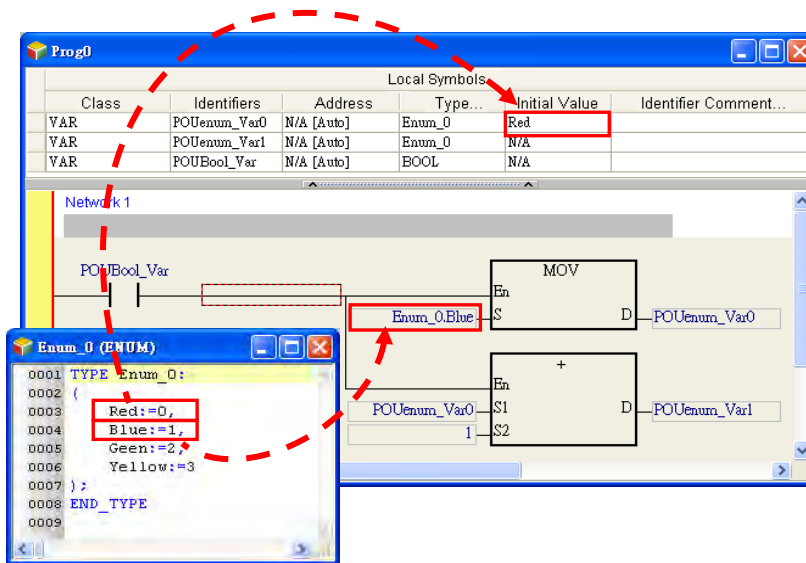 Prog0
Local Symbols
Class Identifiers Address Type... Initial Value Identifier Comment...
VAR POUenum_Var0 N/A [Auto] Enum_0 Red
VAR POUenum_Var1 N/A [Auto] Enum_0 N/A
VAR POUBool_Var N/A [Auto] BOOL N/A
Network 1
POUBool_Var
MOV
En
Enum_0.Blue S D POUenum_Var0
+
En
POUenum_Var0 S1 D POUenum_Var1
1 S2
Enum_0 (ENUM)
0001 TYPE Enum_0:
0002 (
0003 Red:=0,
0004 Blue:=1,
0005 Geen:=2,
0006 Yellow:=3
0007 );
0008 END_TYPE
0009